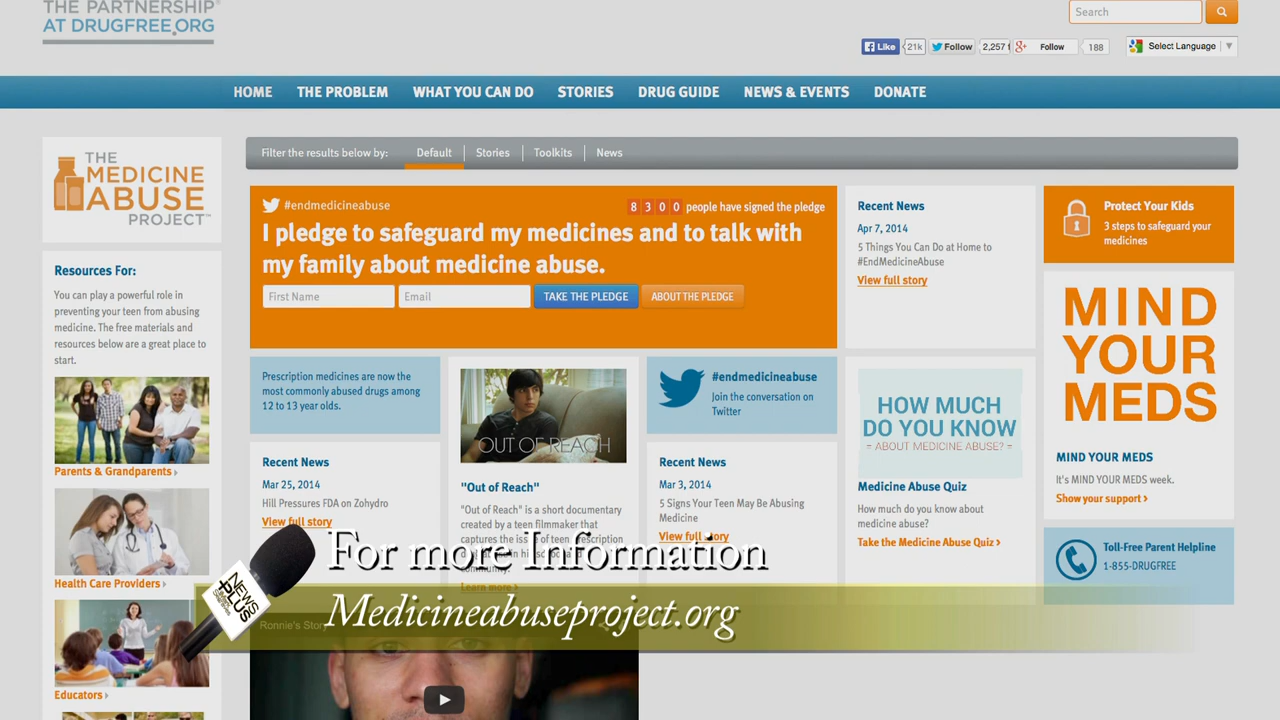 THE PARTNERSHIP®
AT DRUGFREE.ORG
Search
Like
21k
Follow
2,257
Follow
188
Select Language
HOME
THE PROBLEM
WHAT YOU CAN DO
STORIES
DRUG GUIDE
NEWS & EVENTS
DONATE
THE
MEDICINE
ABUSE
PROJECT™
Filter the results below by:
Default
Stories
Toolkits
News
#endmedicineabuse
8300 people have signed the pledge
I pledge to safeguard my medicines and to talk with
my family about medicine abuse.
First Name
Email
TAKE THE PLEDGE
ABOUT THE PLEDGE
Recent News
Apr 7, 2014
5 Things You Can Do at Home to
#EndMedicineAbuse
View full story
Protect Your Kids
3 steps to safeguard your
medicines
Resources For:
You can play a powerful role in
preventing your teen from abusing
medicine. The free materials and
resources below are a great place to
start.
Parents & Grandparents
Health Care Providers
Educators
Prescription medicines are now the
most commonly abused drugs among
12 to 13 year olds.
Recent News
Mar 25, 2014
Hill Pressures FDA on Zohydro
View full story
OUT OF REACH
"Out of Reach"
"Out of Reach" is a short documentary
created by a teen filmmaker that
captures the issue of teen prescription
community.
Learn more
#endmedicineabuse
Join the conversation on
Twitter
Recent News
Mar 3, 2014
5 Signs Your Teen May Be Abusing
Medicine
View full story
HOW MUCH
DO YOU KNOW
= ABOUT MEDICINE ABUSE? =
Medicine Abuse Quiz
How much do you know about
medicine abuse?
Take the Medicine Abuse Quiz
MIND
YOUR
MEDS
MIND YOUR MEDS
It's MIND YOUR MEDS week.
Show your support
Toll-Free Parent Helpline
1-855-DRUGFREE
For more Information
NEWS
PLUS
Medicineabuseproject.org
Ronnie's Story